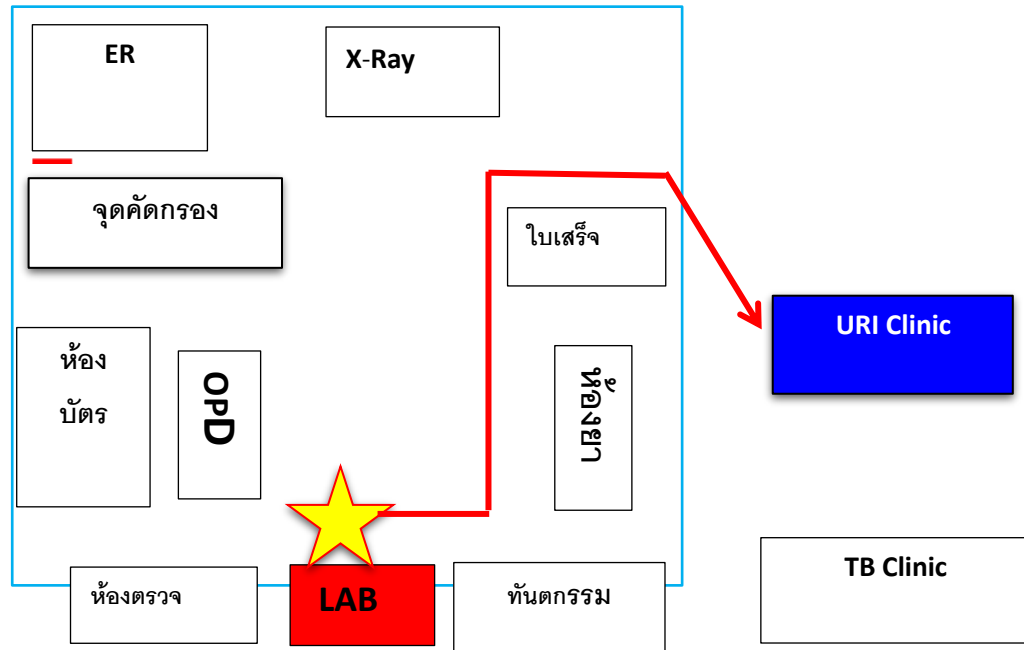 ER
X-Ray
จุดคัดกรอง
ใบเสร็จ
URI Clinic
ห้อง
บัตร
OPD
ห้องยา
TB Clinic
ห้องตรวจ
LAB
ทันตกรรม